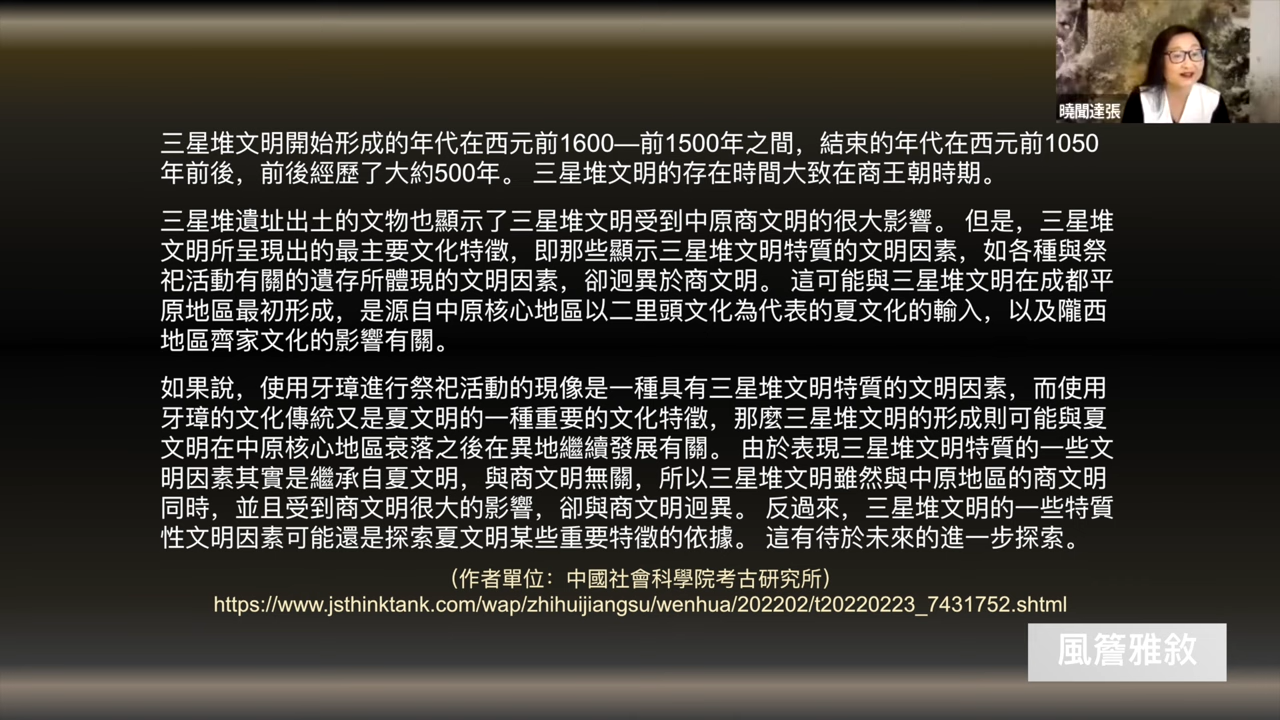 曉聞達張
三星堆文明開始形成的年代在西元前1600—前1500年之間，結束的年代在西元前1050
年前後，前後經歷了大約500年。 三星堆文明的存在時間大致在商王朝時期。
三星堆遺址出土的文物也顯示了三星堆文明受到中原商文明的很大影響。 但是，三星堆
文明所呈現出的最主要文化特徵，即那些顯示三星堆文明特質的文明因素，如各種與祭
祀活動有關的遺存所體現的文明因素，卻迥異於商文明。 這可能與三星堆文明在成都平
原地區最初形成，是源自中原核心地區以二里頭文化為代表的夏文化的輸入，以及隴西
地區齊家文化的影響有關。
如果說，使用牙璋進行祭祀活動的現像是一種具有三星堆文明特質的文明因素，而使用
牙璋的文化傳統又是夏文明的一種重要的文化特徵，那麼三星堆文明的形成則可能與夏
文明在中原核心地區衰落之後在異地繼續發展有關。 由於表現三星堆文明特質的一些文
明因素其實是繼承自夏文明，與商文明無關，所以三星堆文明雖然與中原地區的商文明
同時，並且受到商文明很大的影響，卻與商文明迥異。 反過來，三星堆文明的一些特質
性文明因素可能還是探索夏文明某些重要特徵的依據。 這有待於未來的進一步探索。
（作者單位：中國社會科學院考古研究所）
https://www.jsthinktank.com/wap/zhihuijiangsu/wenhua/202202/t20220223_7431752.shtml
風簷雅敘